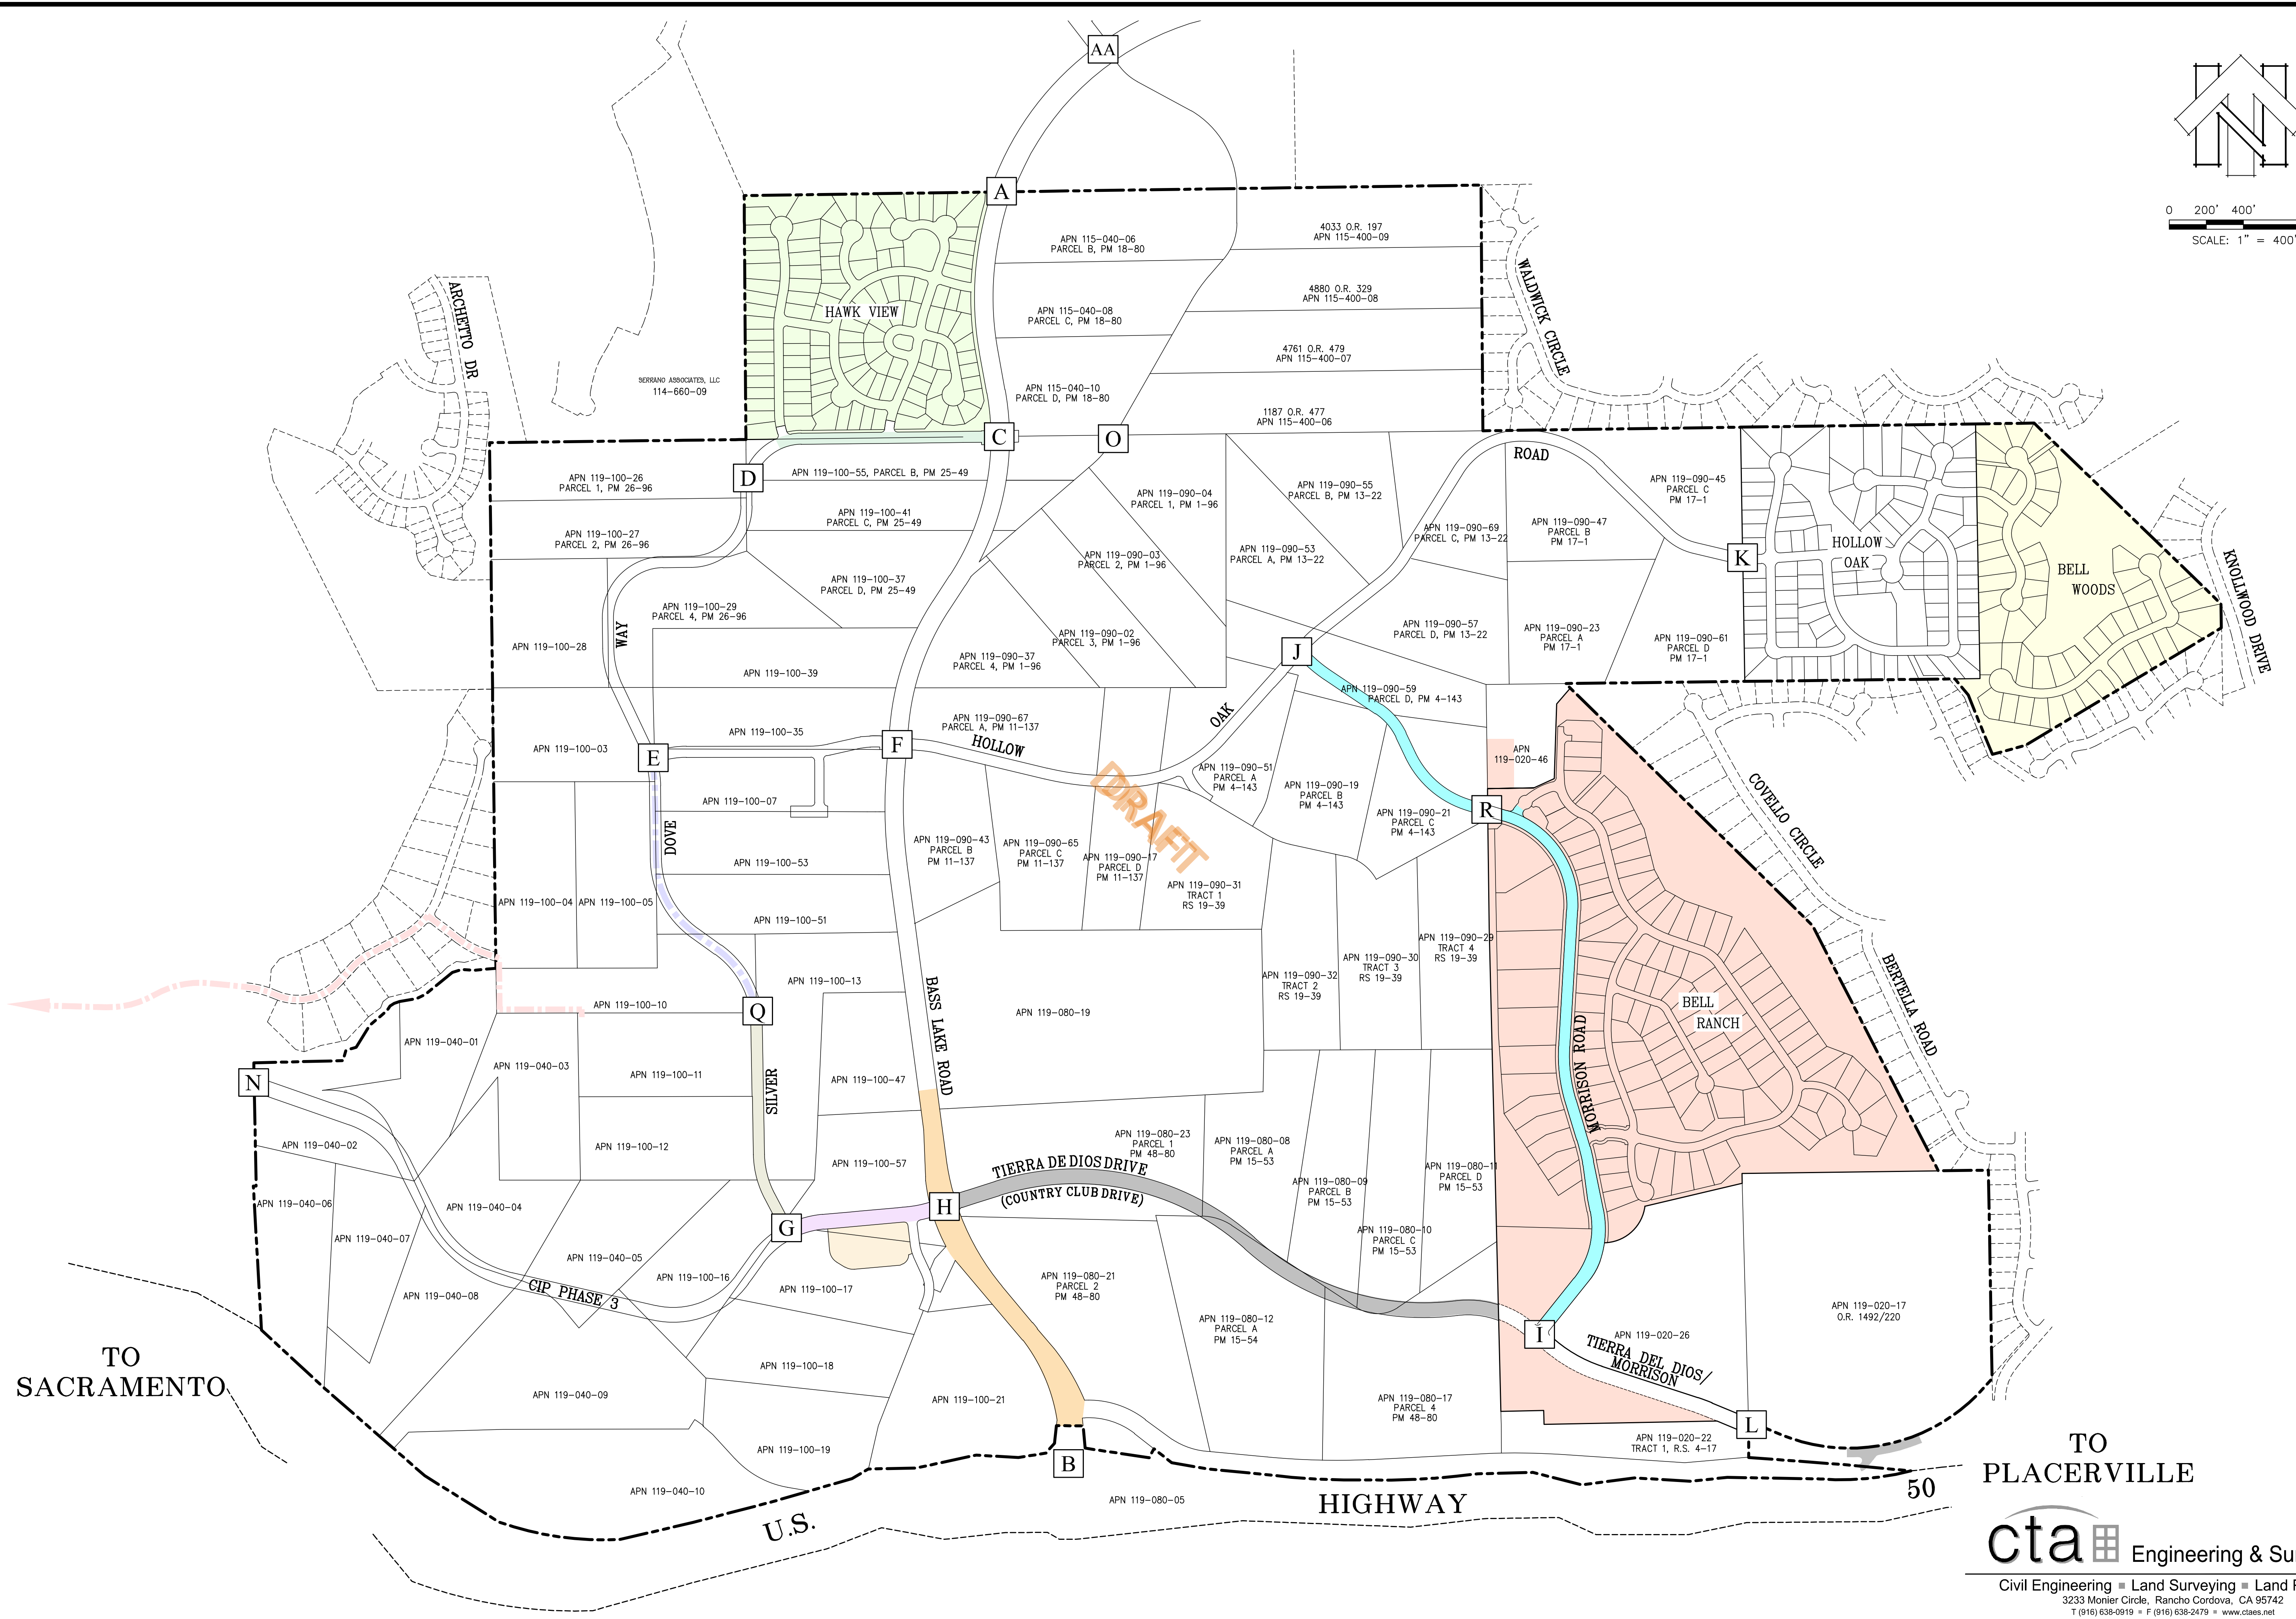 AA
A
0 200' 400'
SCALE: 1" = 400'
4033 O.R. 197
APN 115-400-09
APN 115-040-06
PARCEL B, PM 18-80
4880 O.R. 329
APN 115-400-08
WALDWICK CIRCLE
HAWK VIEW
APN 115-040-08
PARCEL C, PM 18-80
ARCHETTO DR
4761 O.R. 479
APN 115-400-07
SERRANO ASSOCIATES, LLC
114-660-09
APN 115-040-10
PARCEL D, PM 18-80
1187 O.R. 477
APN 115-400-06
C
O
ROAD
D
APN 119-100-26
PARCEL 1, PM 26-96
APN 119-100-55, PARCEL B, PM 25-49
APN 119-090-04
PARCEL 1, PM 1-96
APN 119-090-55
PARCEL B, PM 13-22
APN 119-090-45
PARCEL C
PM 17-1
APN 119-100-41
PARCEL C, PM 25-49
APN 119-090-69
PARCEL C, PM 13-22
APN 119-090-47
PARCEL B
PM 17-1
APN 119-100-27
PARCEL 2, PM 26-96
APN 119-090-03
PARCEL 2, PM 1-96
APN 119-090-53
PARCEL A, PM 13-22
K
HOLLOW
OAK
BELL
WOODS
KNOLLWOOD DRIVE
APN 119-100-37
PARCEL D, PM 25-49
APN 119-100-29
PARCEL 4, PM 26-96
WAY
APN 119-100-28
APN 119-090-02
PARCEL 3, PM 1-96
APN 119-090-37
PARCEL 4, PM 1-96
APN 119-090-57
PARCEL D, PM 13-22
APN 119-090-23
PARCEL A
PM 17-1
APN 119-090-61
PARCEL D
PM 17-1
J
APN 119-100-39
APN 119-090-59
PARCEL D, PM 4-143
OAK
APN 119-090-67
PARCEL A, PM 11-137
HOLLOW
APN 119-100-35
APN 119-100-03
E
F
APN
119-020-46
APN 119-090-51
PARCEL A
PM 4-143
APN 119-090-19
PARCEL B
PM 4-143
APN 119-090-21
PARCEL C
PM 4-143
R
COVELLO CIRCLE
DRAFT
APN 119-100-07
DOVE
APN 119-100-53
APN 119-090-43
PARCEL B
PM 11-137
APN 119-090-65
PARCEL C
PM 11-137
APN 119-090-17
PARCEL D
PM 11-137
APN 119-090-31
TRACT 1
RS 19-39
APN 119-100-04
APN 119-100-05
APN 119-100-51
APN 119-090-29
TRACT 4
RS 19-39
APN 119-090-30
TRACT 3
RS 19-39
APN 119-090-32
TRACT 2
RS 19-39
BERTELLA ROAD
APN 119-100-13
APN 119-100-10
Q
BASS LAKE ROAD
APN 119-080-19
BELL
RANCH
MORRISON ROAD
APN 119-040-01
APN 119-040-03
APN 119-100-11
APN 119-100-47
SILVER
N
APN 119-040-02
APN 119-100-12
APN 119-100-57
APN 119-080-23
PARCEL 1
PM 48-80
APN 119-080-08
PARCEL A
PM 15-53
TIERRA DE DIOS DRIVE
(COUNTRY CLUB DRIVE)
APN 119-080-09
PARCEL B
PM 15-53
APN 119-080-11
PARCEL D
PM 15-53
APN 119-080-10
PARCEL C
PM 15-53
APN 119-040-06
APN 119-040-04
APN 119-040-07
G
H
APN 119-040-05
APN 119-100-16
APN 119-040-08
CIP PHASE 3
APN 119-100-17
APN 119-080-21
PARCEL 2
PM 48-80
APN 119-080-12
PARCEL A
PM 15-54
I
APN 119-020-26
TIERRA DEL DIOS/
MORRISON
APN 119-020-17
O.R. 1492/220
TO
SACRAMENTO
APN 119-100-18
APN 119-040-09
APN 119-100-21
APN 119-080-17
PARCEL 4
PM 48-80
L
APN 119-020-22
TRACT 1, R.S. 4-17
APN 119-100-19
B
APN 119-040-10
APN 119-080-05
U.S.
HIGHWAY
50
TO
PLACERVILLE
cta
Engineering & Su
Civil Engineering ▪ Land Surveying ▪ Land
3233 Monier Circle, Rancho Cordova, CA 95742
T (916) 638-0919 ▪ F (916) 638-2479 ▪ www.ctaes.net